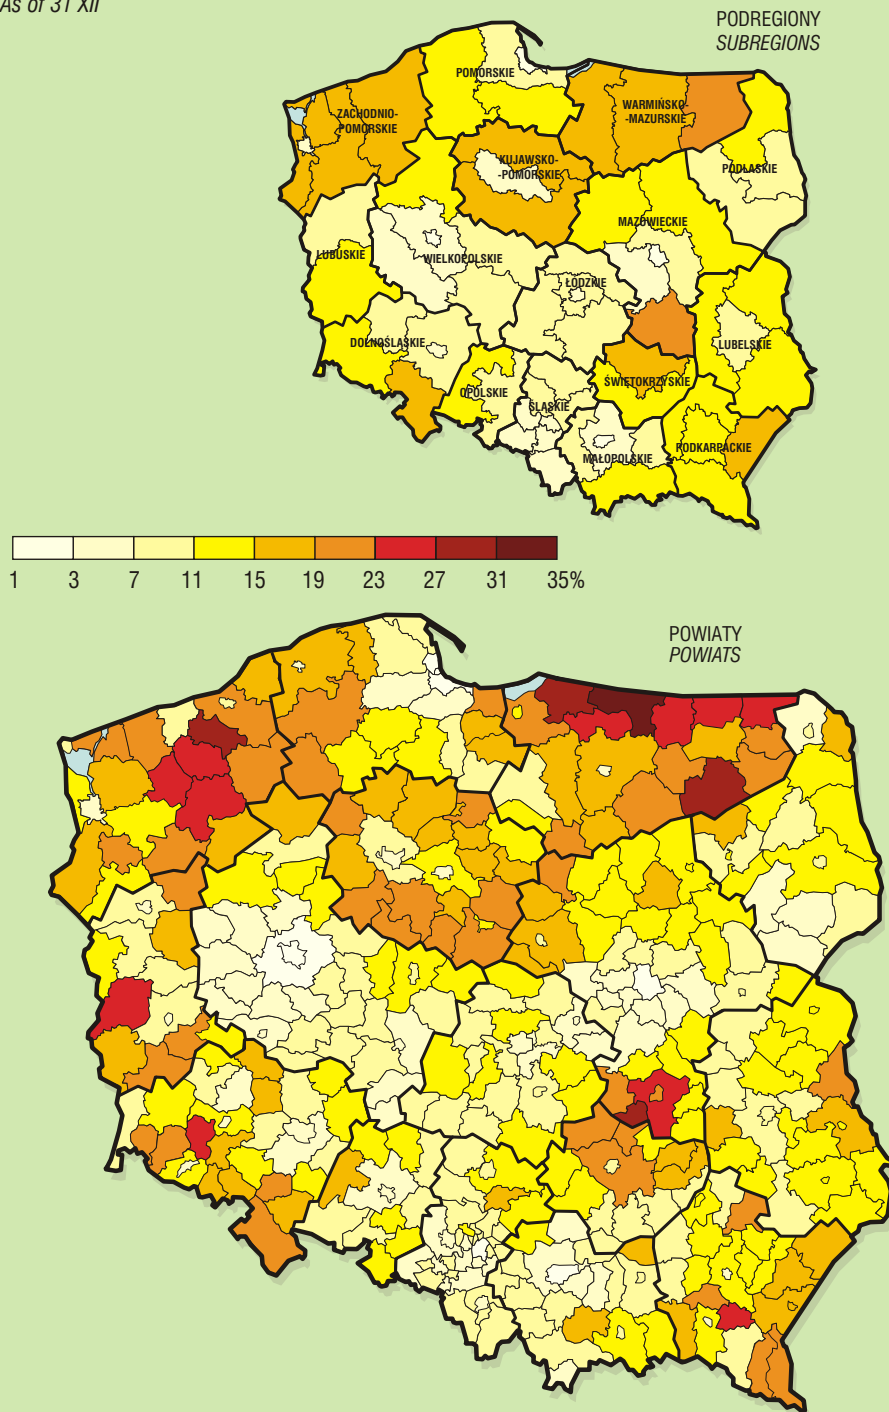 As of 31 XII
PODREGIONY
SUBREGIONS
POMORSKIE
ZACHODNIO-
POMORSKIE
WARMIŃSKO
-MAZURSKIE
KUJAWSKO-
-POMORSKIE
PODLASKIE
MAZOWIECKIE
LUBUSKIE
WIELKOPOLSKIE
ŁÓDZKIE
DOLNOŚLĄSKIE
LUBELSKIE
ŚWIĘTOKRZYSKIE
OPOLSKIE
ŚLĄSKIE
PODKARPACKIE
MAŁOPOLSKIE
1 3 7 11 15 19 23 27 31 35%
POWIATY
POWIATS